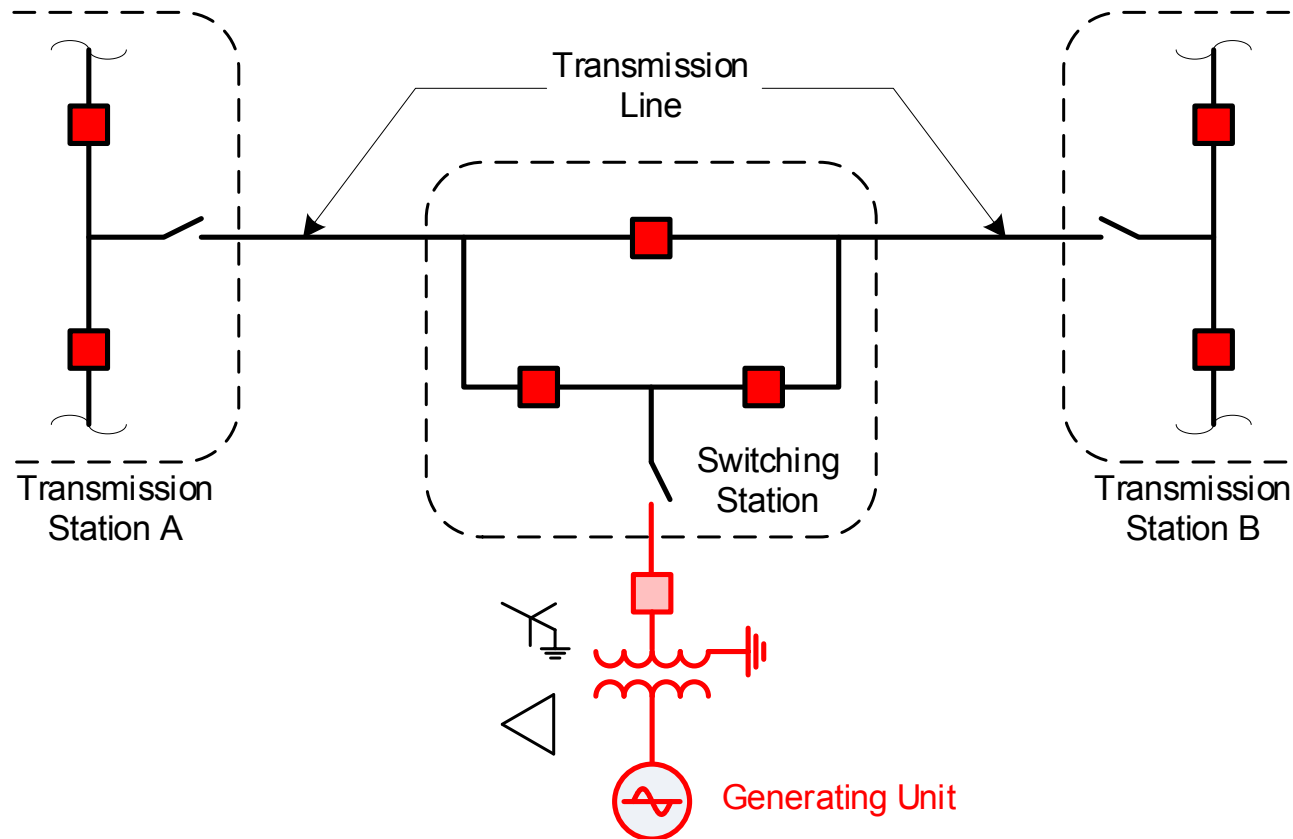 Transmission
Line
Switching
Station
Transmission
Station A
Transmission
Station B
Generating Unit